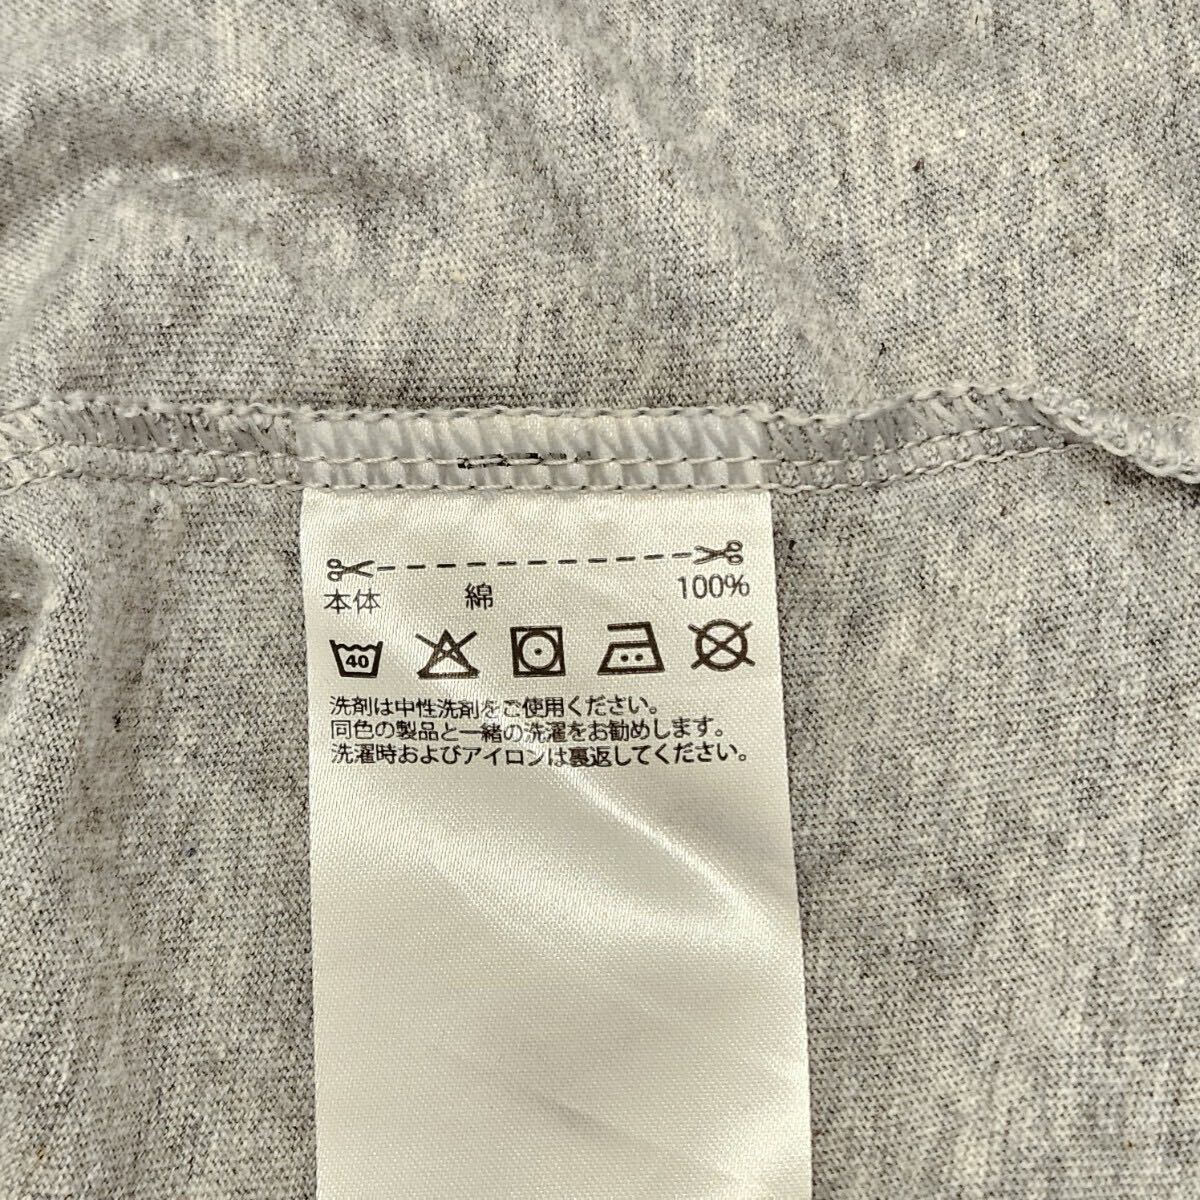 本体 綿 100%
40
洗剤は中性洗剤をご使用ください。
同色の製品と一緒の洗濯をお勧めします。
洗濯時およびアイロンは裏返してください。